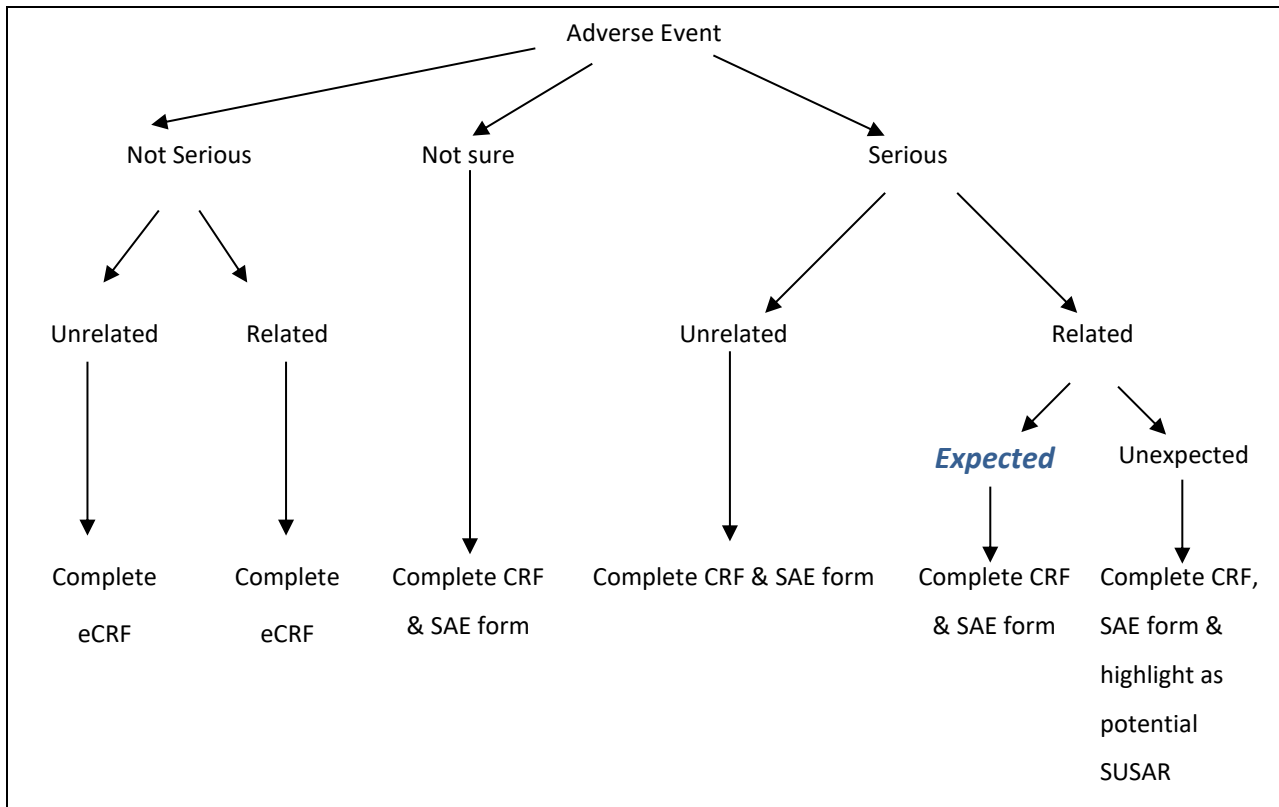 Adverse Event
Not Serious
Not sure
Serious
Unrelated
Related
Unrelated
Related
Expected
Unexpected
Complete
eCRF
Complete
eCRF
Complete CRF
& SAE form
Complete CRF & SAE form
Complete CRF
& SAE form
Complete CRF,
SAE form &
highlight as
potential
SUSAR